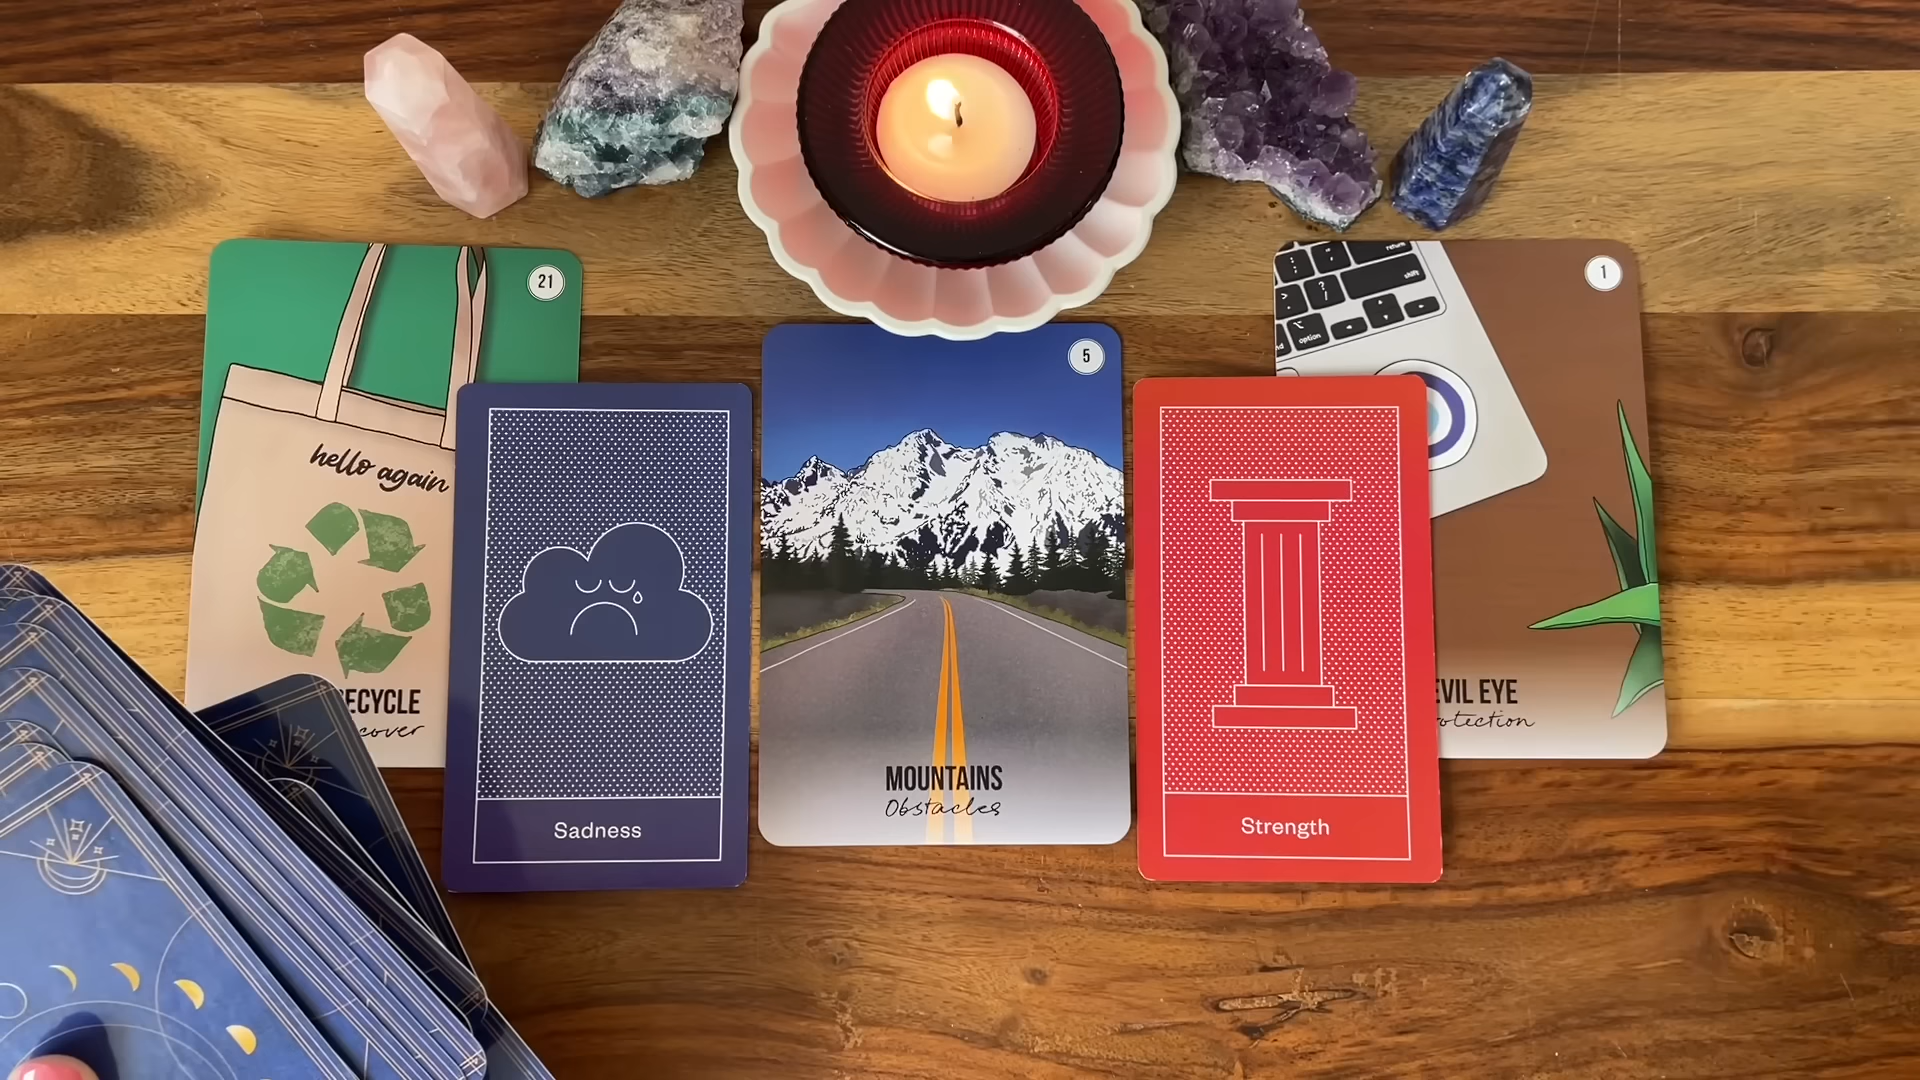 21
hello again
ECYCLE
cover
Sadness
5
MOUNTAINS
Obstacles
Strength
1
return
shift
option
EVIL EYE
otection